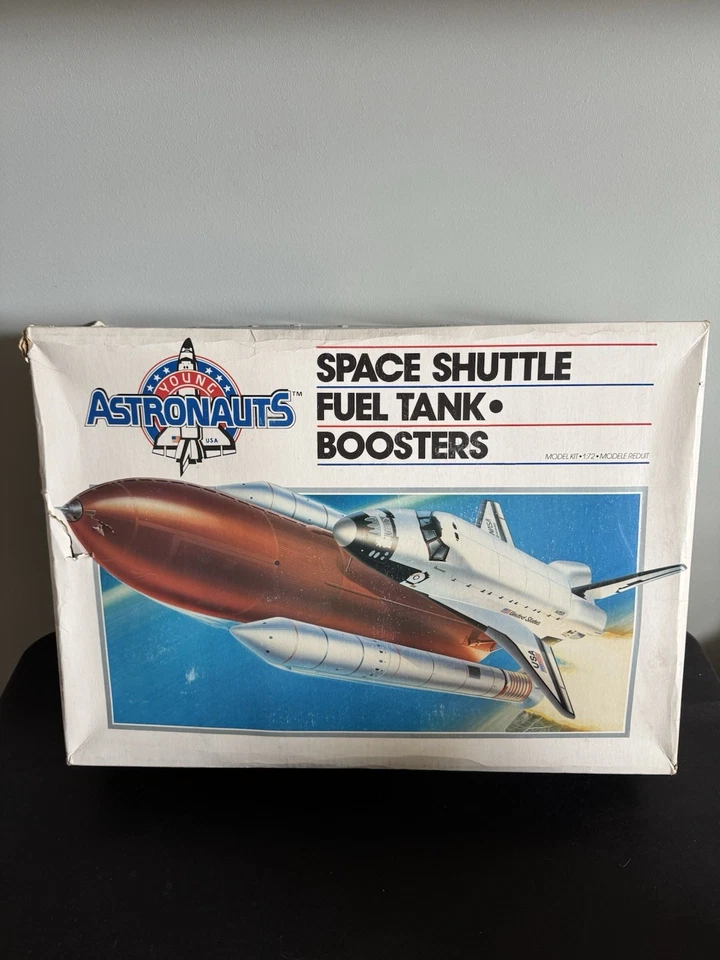 YOUNG
ASTRONAUTS™
USA
SPACE SHUTTLE
FUEL TANK•
BOOSTERS
MODEL KIT•1:72•MODELE REDUIT
United States
USA